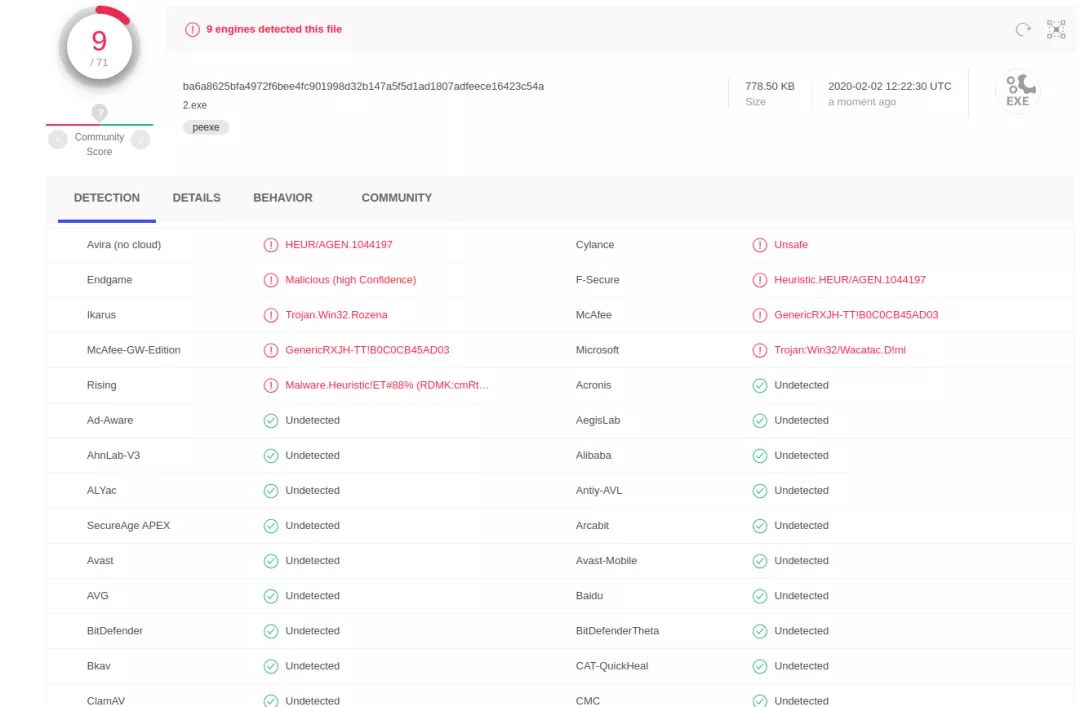 9
/ 71
Community
Score
9 engines detected this file
ba6a8625bfa4972f6bee4fc901998d32b147a5f5d1ad1807adfeece16423c54a
2.exe
peexe
778.50 KB
Size
2020-02-02 12:22:30 UTC
a moment ago
EXE
DETECTION DETAILS BEHAVIOR COMMUNITY
Avira (no cloud) HEUR/AGEN.1044197 Cylance Unsafe
Endgame Malicious (high Confidence) F-Secure Heuristic.HEUR/AGEN.1044197
Ikarus Trojan.Win32.Rozena McAfee GenericRXJH-TT!B0C0CB45AD03
McAfee-GW-Edition GenericRXJH-TT!B0C0CB45AD03 Microsoft Trojan:Win32/Wacatac.D!ml
Rising Malware.Heuristic!ET#88% (RDMK:cmRt… Acronis Undetected
Ad-Aware Undetected AegisLab Undetected
AhnLab-V3 Undetected Alibaba Undetected
ALYac Undetected Antiy-AVL Undetected
SecureAge APEX Undetected Arcabit Undetected
Avast Undetected Avast-Mobile Undetected
AVG Undetected Baidu Undetected
BitDefender Undetected BitDefenderTheta Undetected
Bkav Undetected CAT-QuickHeal Undetected
ClamAV Undetected CMC Undetected